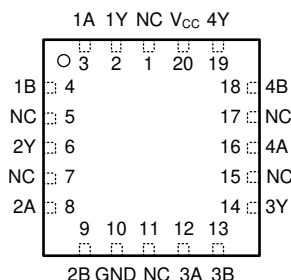 1A 1Y NC VCC 4Y
3 2 1 20 19
1B 4 18 4B
NC 5 17 NC
2Y 6 16 4A
NC 7 15 NC
2A 8 14 3Y
9 10 11 12 13
2B GND NC 3A 3B